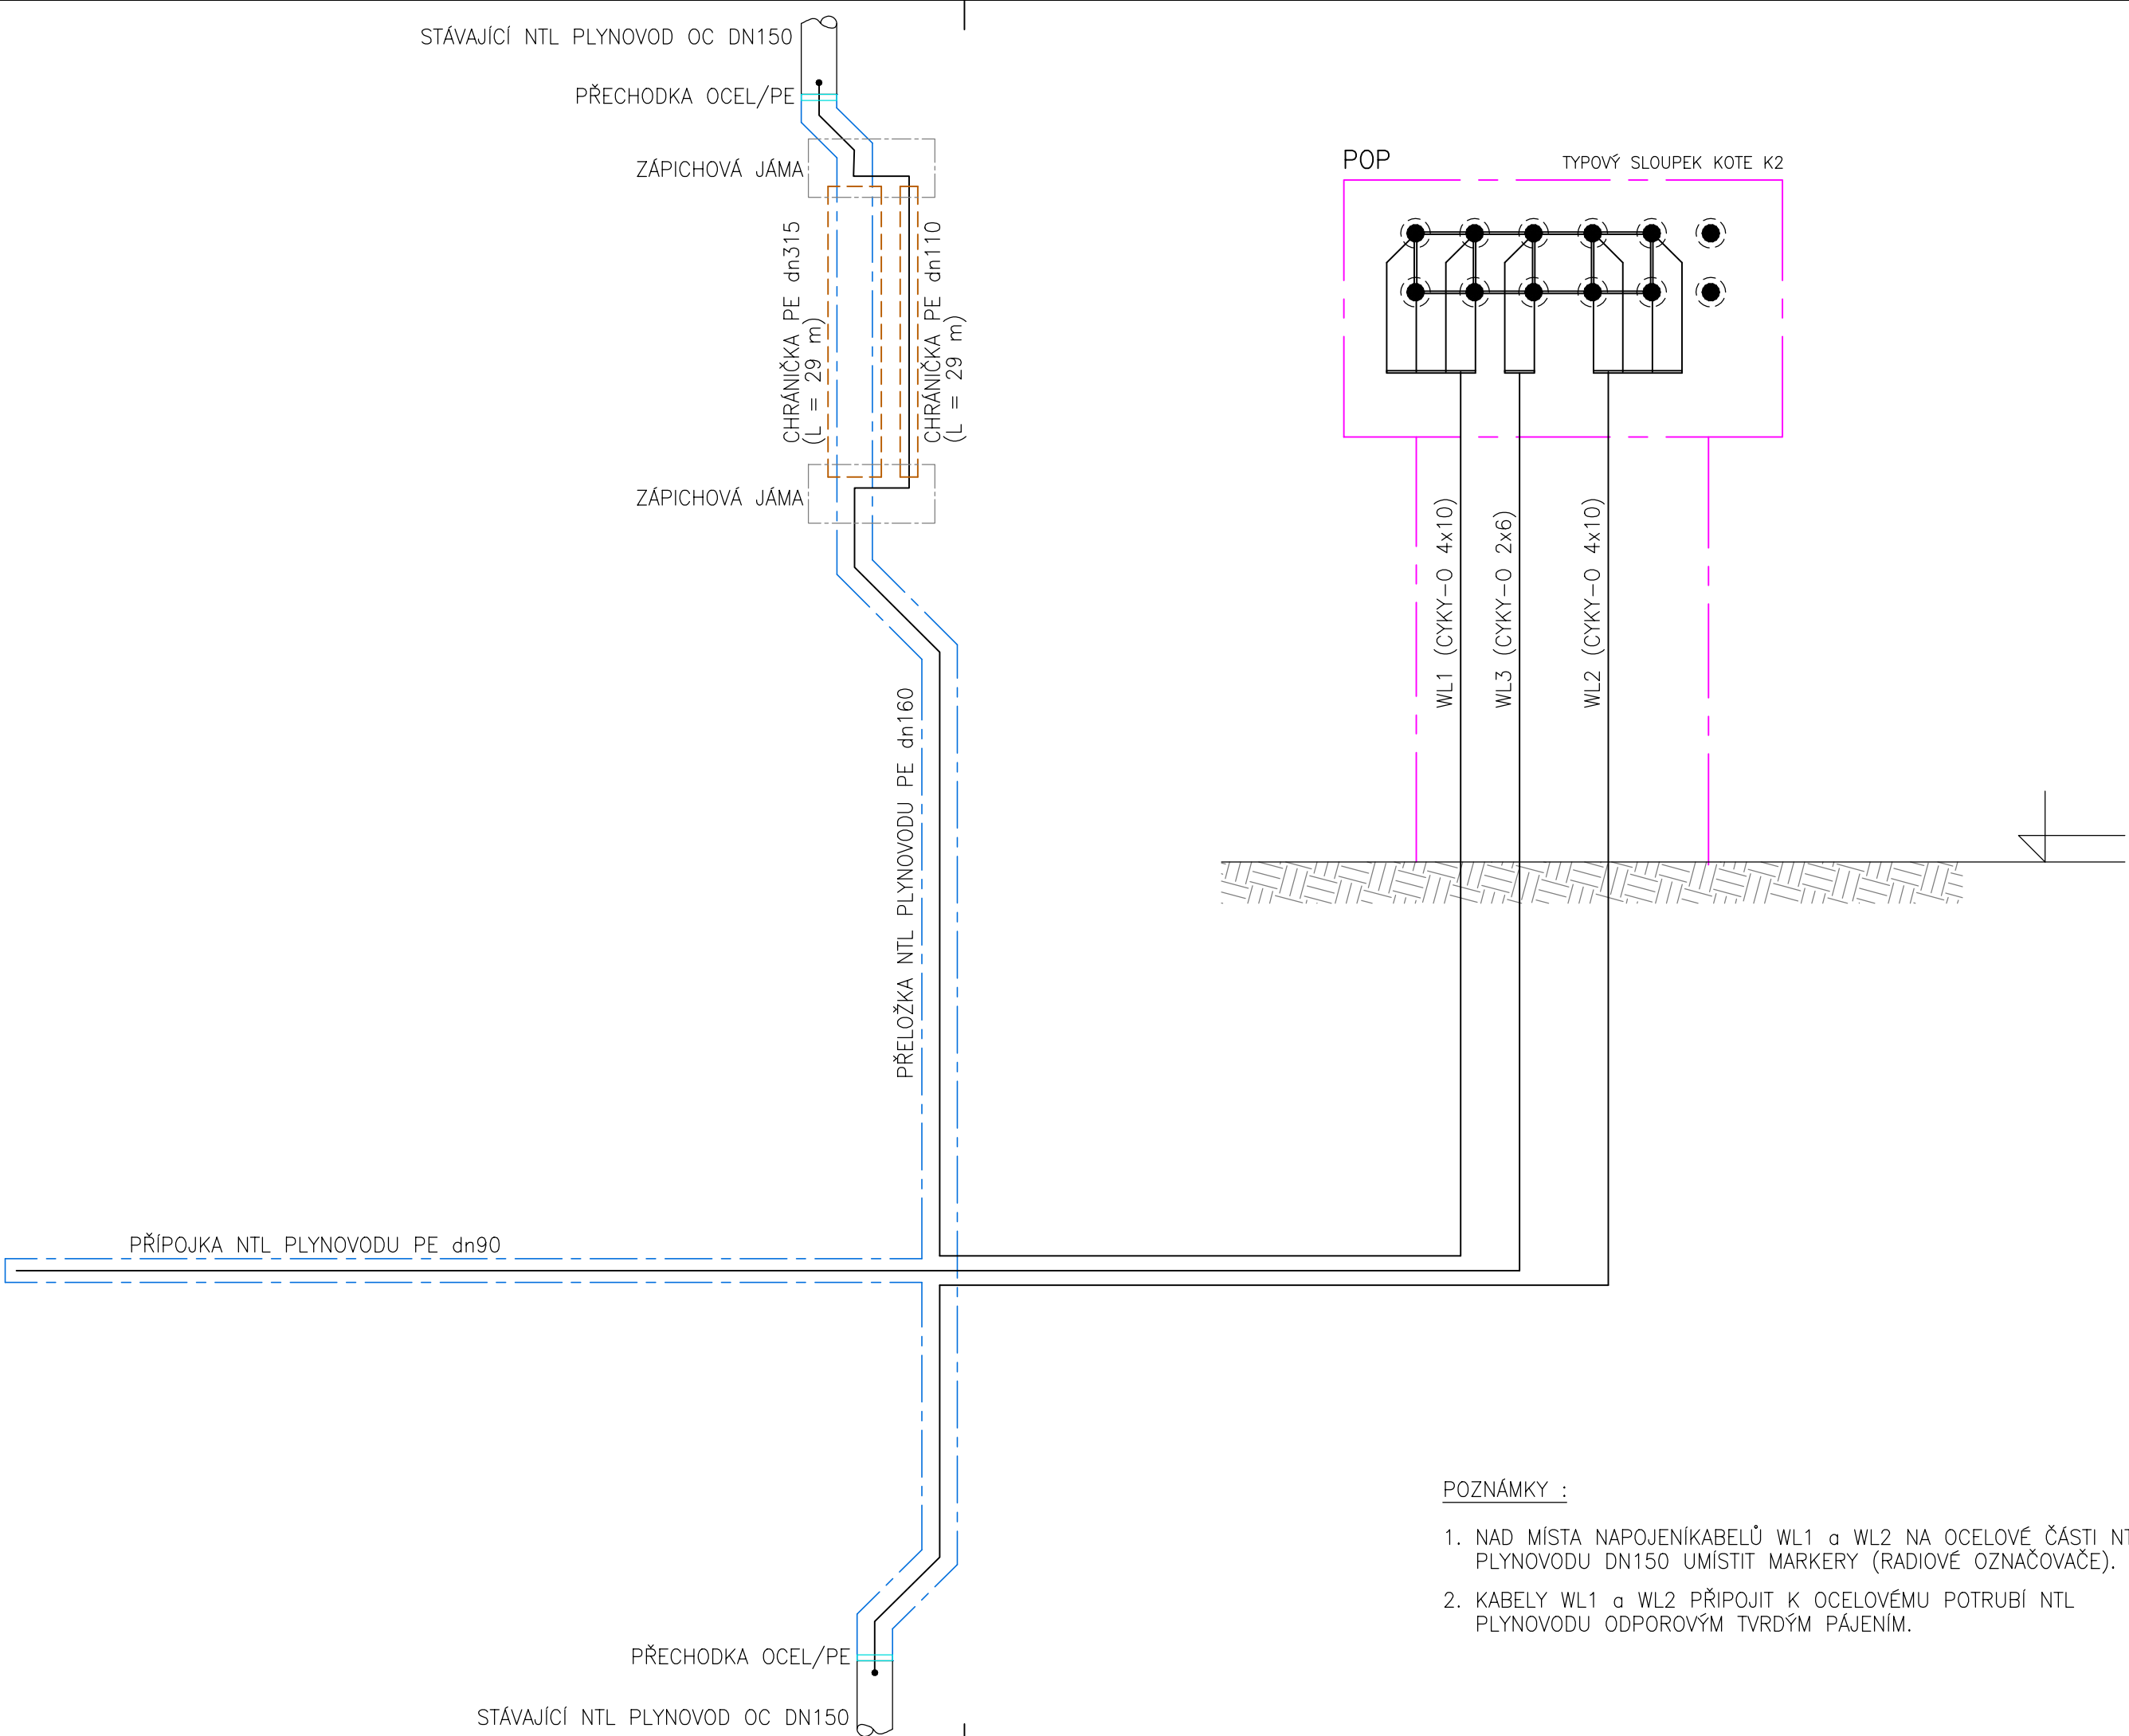 STÁVAJÍCÍ NTL PLYNOVOD OC DN150
PŘECHODKA OCEL/PE
ZÁPICHOVÁ JÁMA
CHRÁNIČKA PE dn315
(L = 29 m)
CHRÁNIČKA PE dn110
(L = 29 m)
ZÁPICHOVÁ JÁMA
PŘELOŽKA NTL PLYNOVODU PE dn160
PŘÍPOJKA NTL PLYNOVODU PE dn90
PŘECHODKA OCEL/PE
STÁVAJÍCÍ NTL PLYNOVOD OC DN150
POP
TYPOVÝ SLOUPEK KOTE K2
WL1 (CYKY-O 4x10)
WL3 (CYKY-O 2x6)
WL2 (CYKY-O 4x10)
POZNÁMKY :
1. NAD MÍSTA NAPOJENÍKABELŮ WL1 a WL2 NA OCELOVÉ ČÁSTI
PLYNOVODU DN150 UMÍSTIT MARKERY (RADIOVÉ OZNAČOVAČE).
2. KABELY WL1 a WL2 PŘIPOJIT K OCELOVÉMU POTRUBÍ NTL
PLYNOVODU ODPOROVÝM TVRDÝM PÁJENÍM.